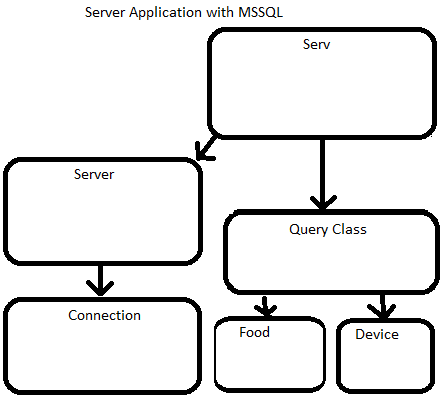 Server Application with MSSQL
Serv
Server
Query Class
Connection
Food
Device